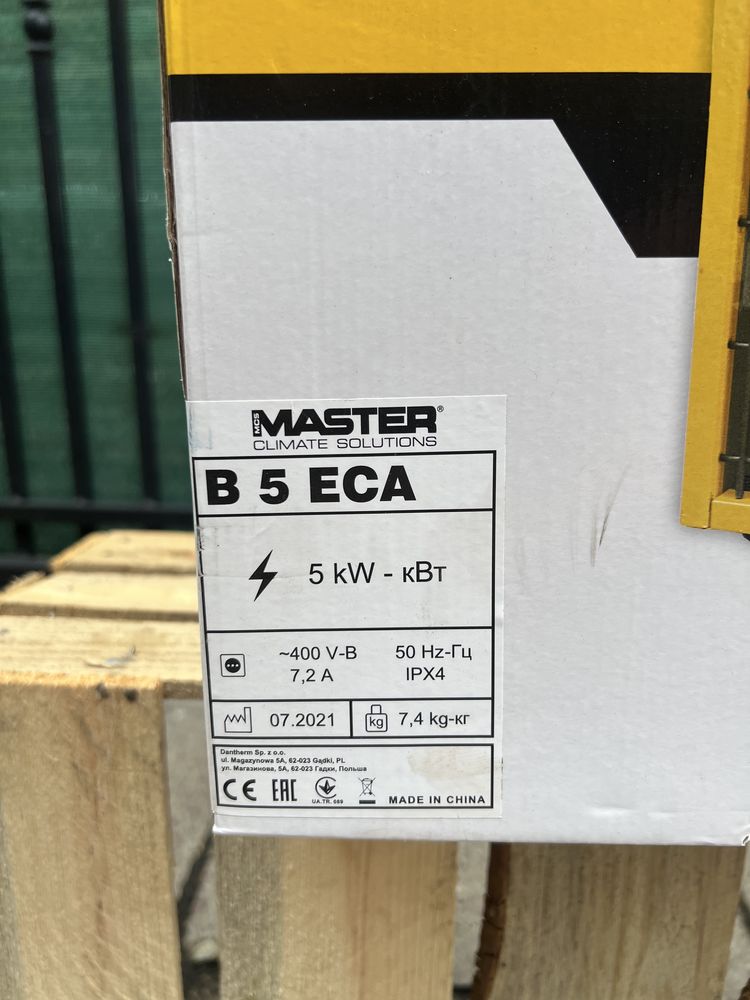 MCS MASTER®
CLIMATE SOLUTIONS
B 5 ECA
5 kW - кВт
~400 V-В 50 Hz-Гц
7,2 A IPX4
07.2021 kg 7,4 kg-кг
Dantherm Sp. z o.o.
ul. Magazynowa 5A, 62-023 Gądki, PL
ул. Магазинова, 5A, 62-023 Гадки, Польша
CE EAC UA.TR. 089 MADE IN CHINA